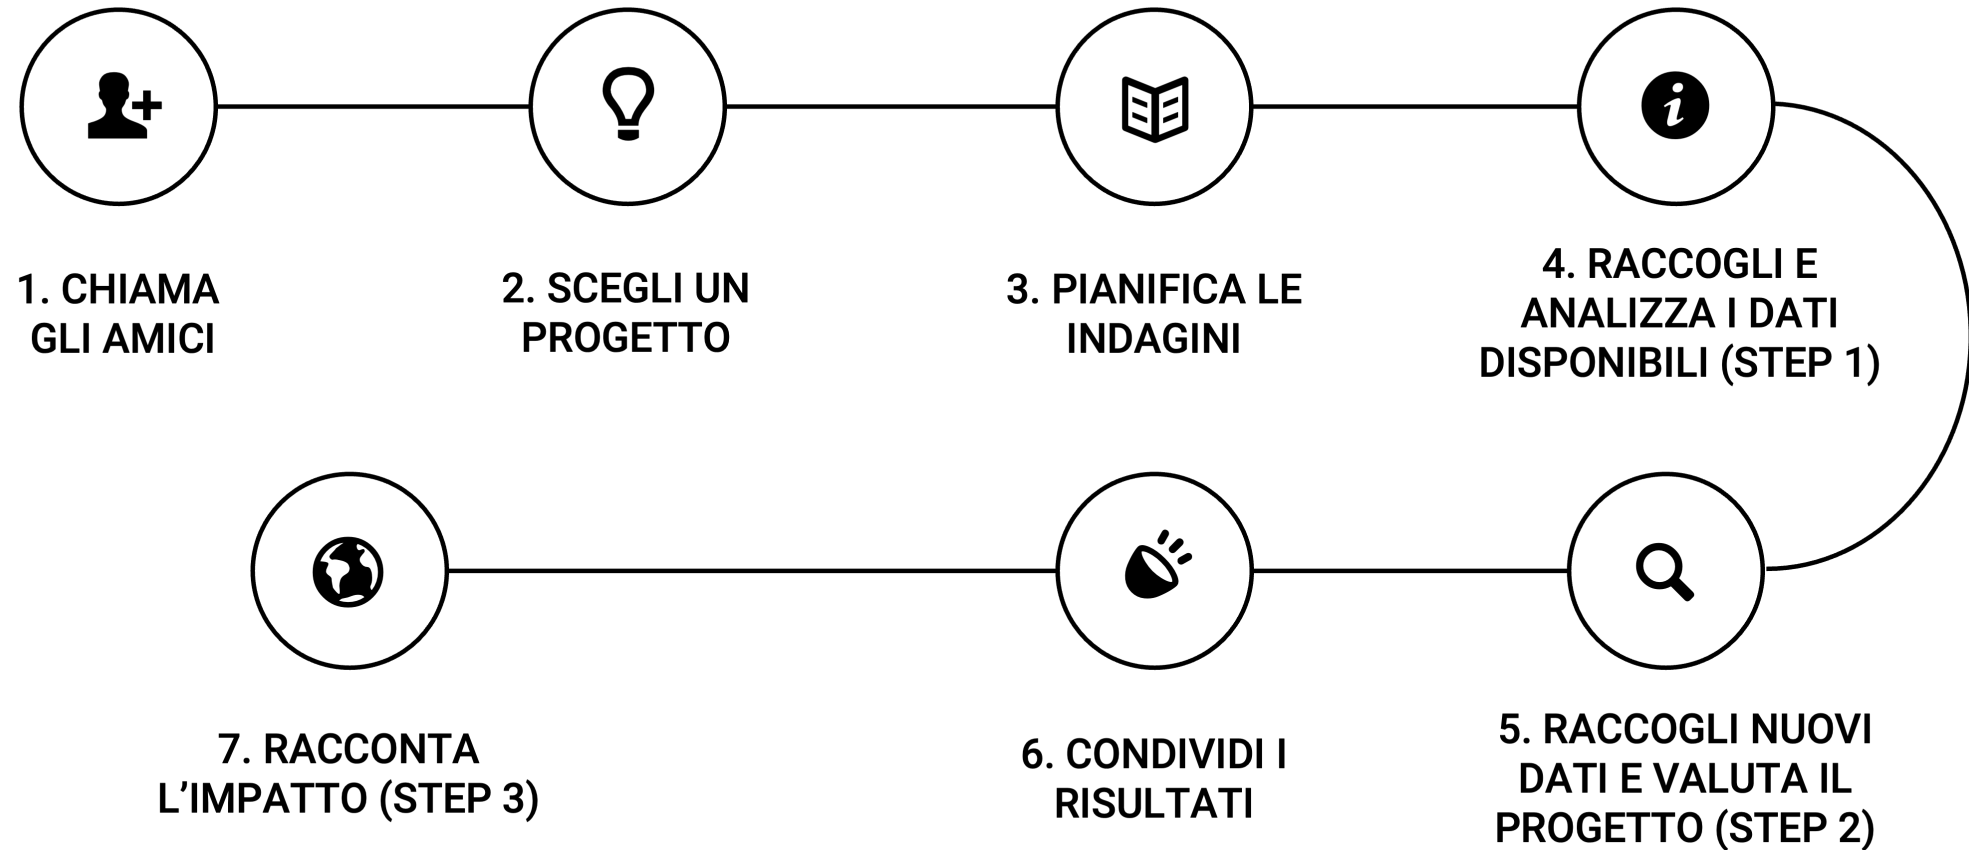 1. CHIAMA
GLI AMICI
2. SCEGLI UN
PROGETTO
3. PIANIFICA LE
INDAGINI
4. RACCOGLI E
ANALIZZA I DATI
DISPONIBILI (STEP 1)
5. RACCOGLI NUOVI
DATI E VALUTA IL
PROGETTO (STEP 2)
6. CONDIVIDI I
RISULTATI
7. RACCONTA
L’IMPATTO (STEP 3)